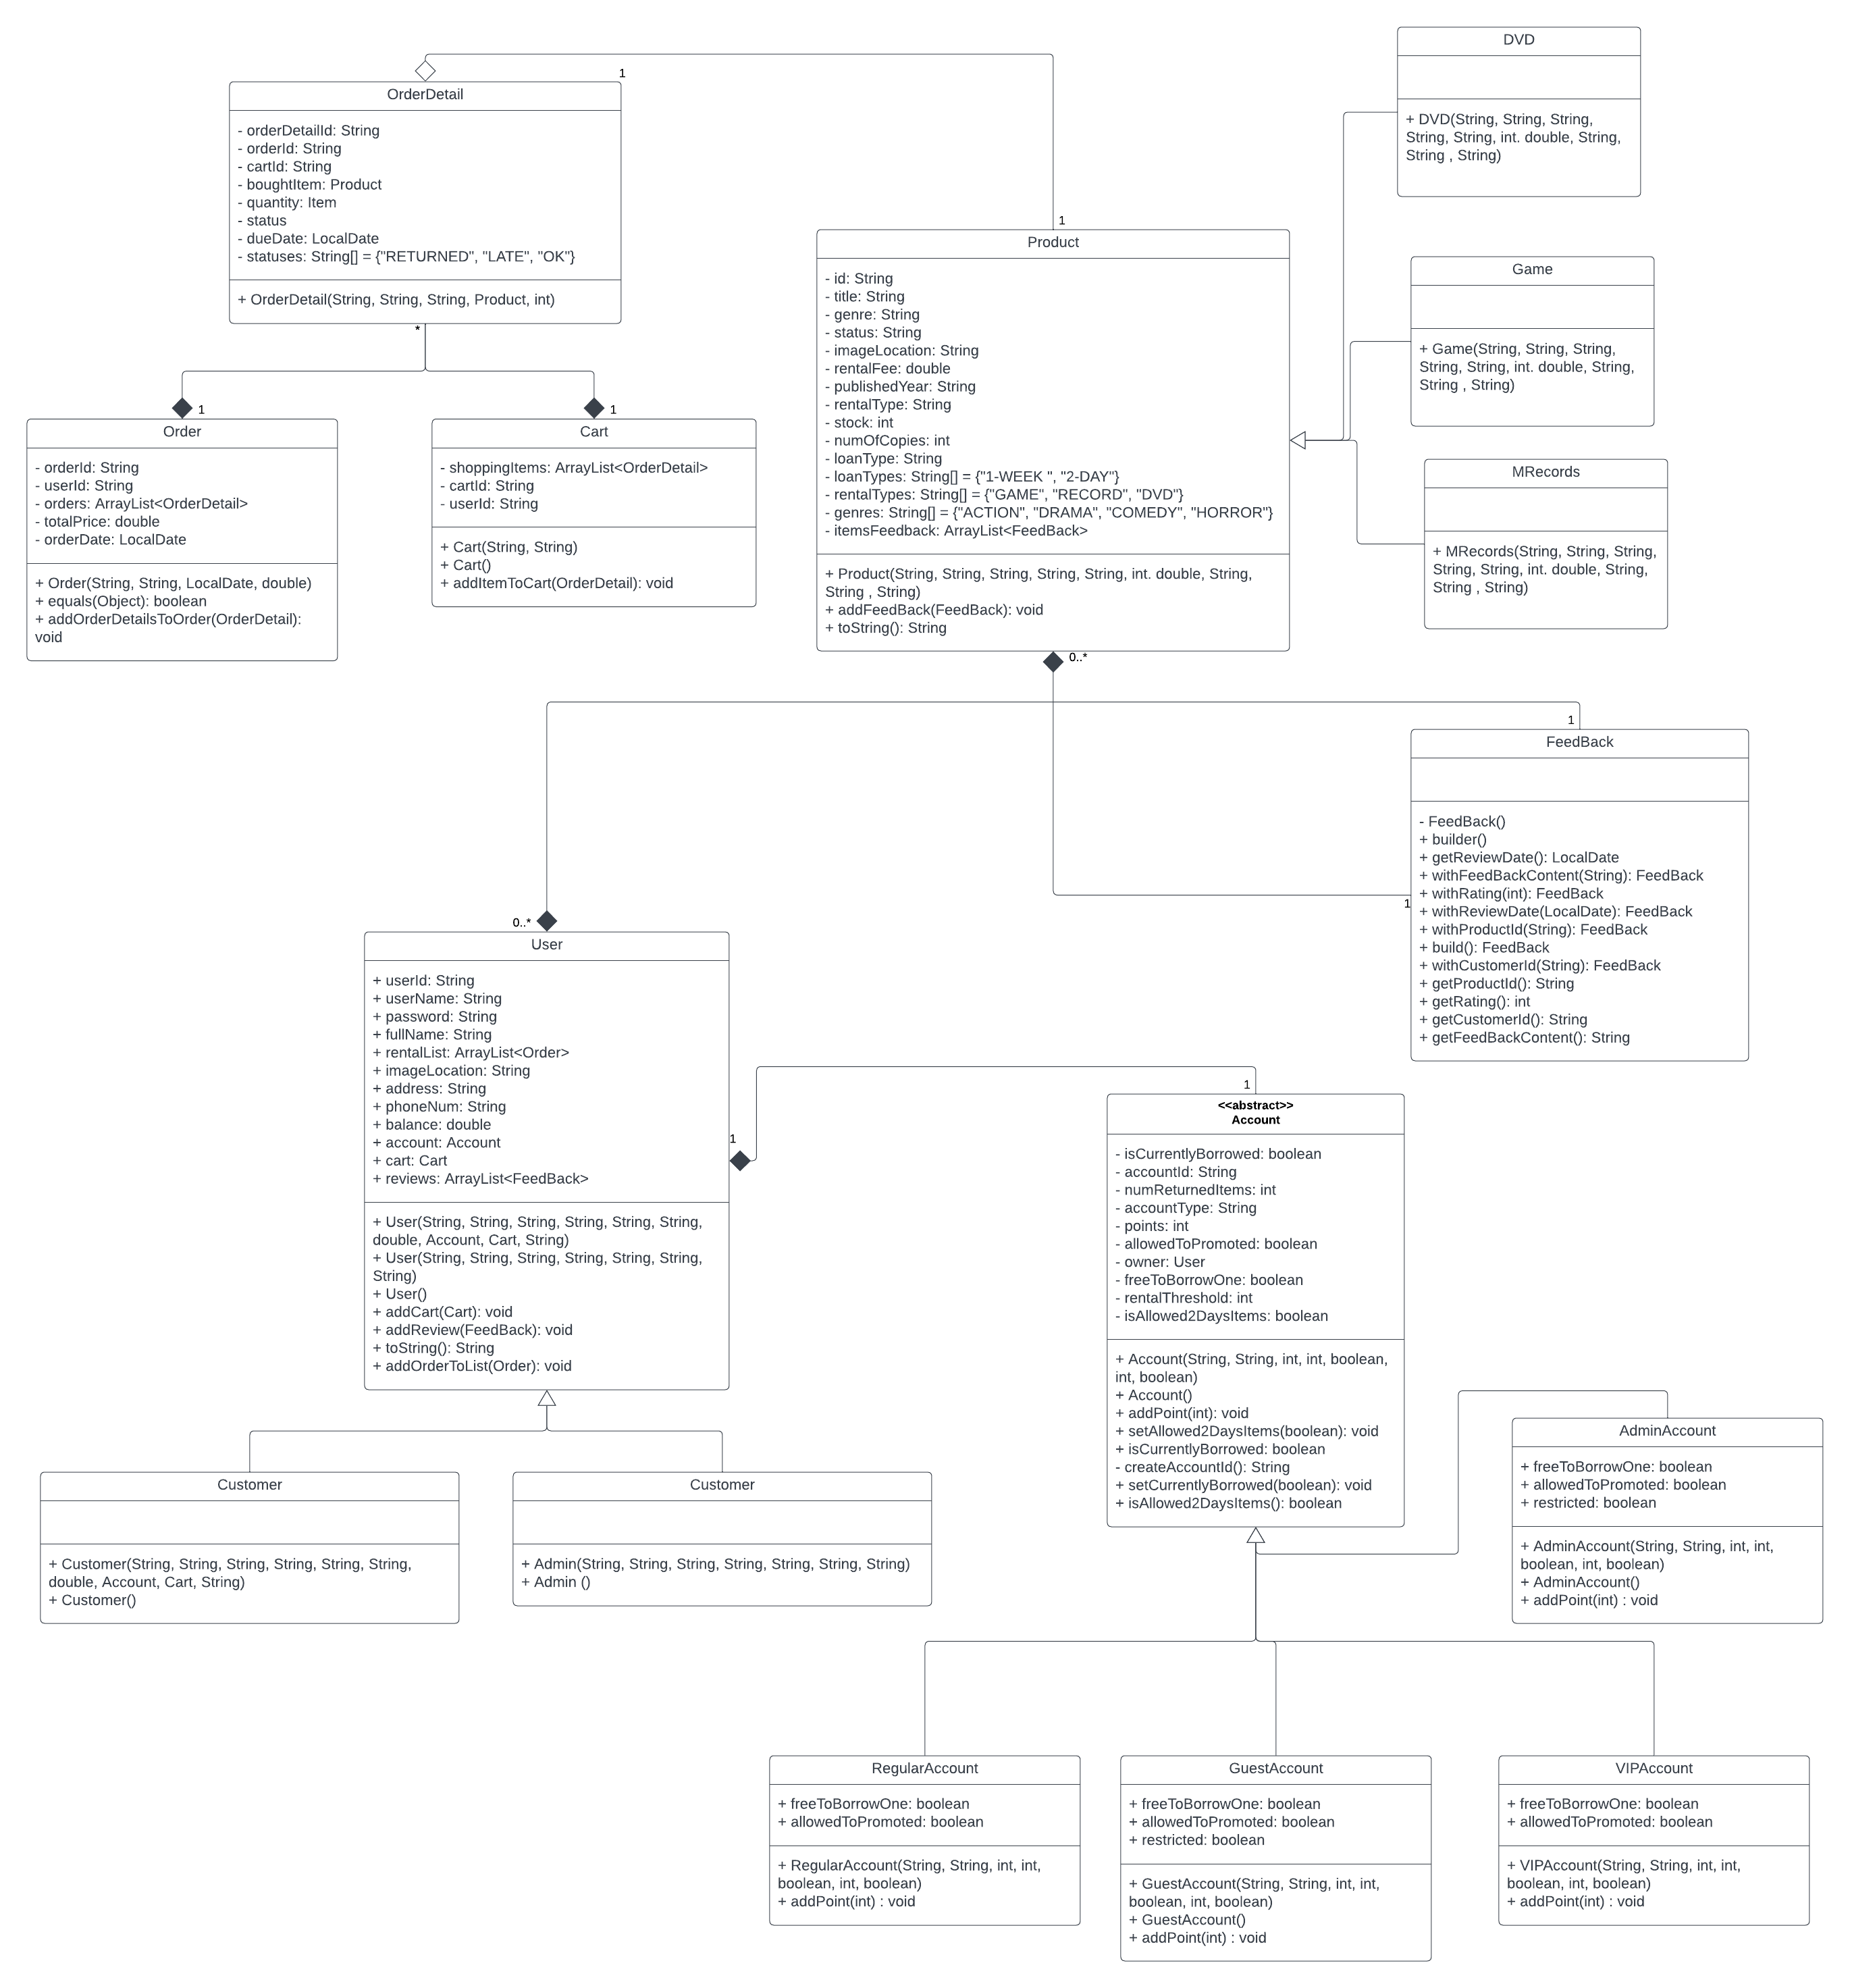 DVD
+ DVD(String, String, String,
String, String, int. double, String,
String , String)
1
OrderDetail
- orderDetailId: String
- orderId: String
- cartId: String
- boughtItem: Product
- quantity: Item
- status
- dueDate: LocalDate
- statuses: String[] = {"RETURNED", "LATE", "OK"}
+ OrderDetail(String, String, String, Product, int)
*
1
Product
- id: String
- title: String
- genre: String
- status: String
- imageLocation: String
- rentalFee: double
- publishedYear: String
- rentalType: String
- stock: int
- numOfCopies: int
- loanType: String
- loanTypes: String[] = {"1-WEEK ", "2-DAY"}
- rentalTypes: String[] = {"GAME", "RECORD", "DVD"}
- genres: String[] = {"ACTION", "DRAMA", "COMEDY", "HORROR"}
- itemsFeedback: ArrayList<FeedBack>
+ Product(String, String, String, String, String, int. double, String,
String , String)
+ addFeedBack(FeedBack): void
+ toString(): String
0..*
Game
+ Game(String, String, String,
String, String, int. double, String,
String , String)
MRecords
+ MRecords(String, String, String,
String, String, int. double, String,
String , String)
1
Order
- orderId: String
- userId: String
- orders: ArrayList<OrderDetail>
- totalPrice: double
- orderDate: LocalDate
+ Order(String, String, LocalDate, double)
+ equals(Object): boolean
+ addOrderDetailsToOrder(OrderDetail):
void
1
Cart
- shoppingItems: ArrayList<OrderDetail>
- cartId: String
- userId: String
+ Cart(String, String)
+ Cart()
+ addItemToCart(OrderDetail): void
1
FeedBack
- FeedBack()
+ builder()
+ getReviewDate(): LocalDate
+ withFeedBackContent(String): FeedBack
+ withRating(int): FeedBack
+ withReviewDate(LocalDate): FeedBack
+ withProductId(String): FeedBack
+ build(): FeedBack
+ withCustomerId(String): FeedBack
+ getProductId(): String
+ getRating(): int
+ getCustomerId(): String
+ getFeedBackContent(): String
1
0..*
User
+ userId: String
+ userName: String
+ password: String
+ fullName: String
+ rentalList: ArrayList<Order>
+ imageLocation: String
+ address: String
+ phoneNum: String
+ balance: double
+ account: Account
+ cart: Cart
+ reviews: ArrayList<FeedBack>
+ User(String, String, String, String, String, String,
double, Account, Cart, String)
+ User(String, String, String, String, String, String,
String)
+ User()
+ addCart(Cart): void
+ addReview(FeedBack): void
+ toString(): String
+ addOrderToList(Order): void
1
1
<<abstract>>
Account
- isCurrentlyBorrowed: boolean
- accountId: String
- numReturnedItems: int
- accountType: String
- points: int
- allowedToPromoted: boolean
- owner: User
- freeToBorrowOne: boolean
- rentalThreshold: int
- isAllowed2DaysItems: boolean
+ Account(String, String, int, int, boolean,
int, boolean)
+ Account()
+ addPoint(int): void
+ setAllowed2DaysItems(boolean): void
+ isCurrentlyBorrowed: boolean
- createAccountId(): String
+ setCurrentlyBorrowed(boolean): void
+ isAllowed2DaysItems(): boolean
AdminAccount
+ freeToBorrowOne: boolean
+ allowedToPromoted: boolean
+ restricted: boolean
+ AdminAccount(String, String, int, int,
boolean, int, boolean)
+ AdminAccount()
+ addPoint(int) : void
Customer
+ Customer(String, String, String, String, String, String,
double, Account, Cart, String)
+ Customer()
Customer
+ Admin(String, String, String, String, String, String, String)
+ Admin ()
RegularAccount
+ freeToBorrowOne: boolean
+ allowedToPromoted: boolean
+ RegularAccount(String, String, int, int,
boolean, int, boolean)
+ addPoint(int) : void
GuestAccount
+ freeToBorrowOne: boolean
+ allowedToPromoted: boolean
+ restricted: boolean
+ GuestAccount(String, String, int, int,
boolean, int, boolean)
+ GuestAccount()
+ addPoint(int) : void
VIPAccount
+ freeToBorrowOne: boolean
+ allowedToPromoted: boolean
+ VIPAccount(String, String, int, int,
boolean, int, boolean)
+ addPoint(int) : void